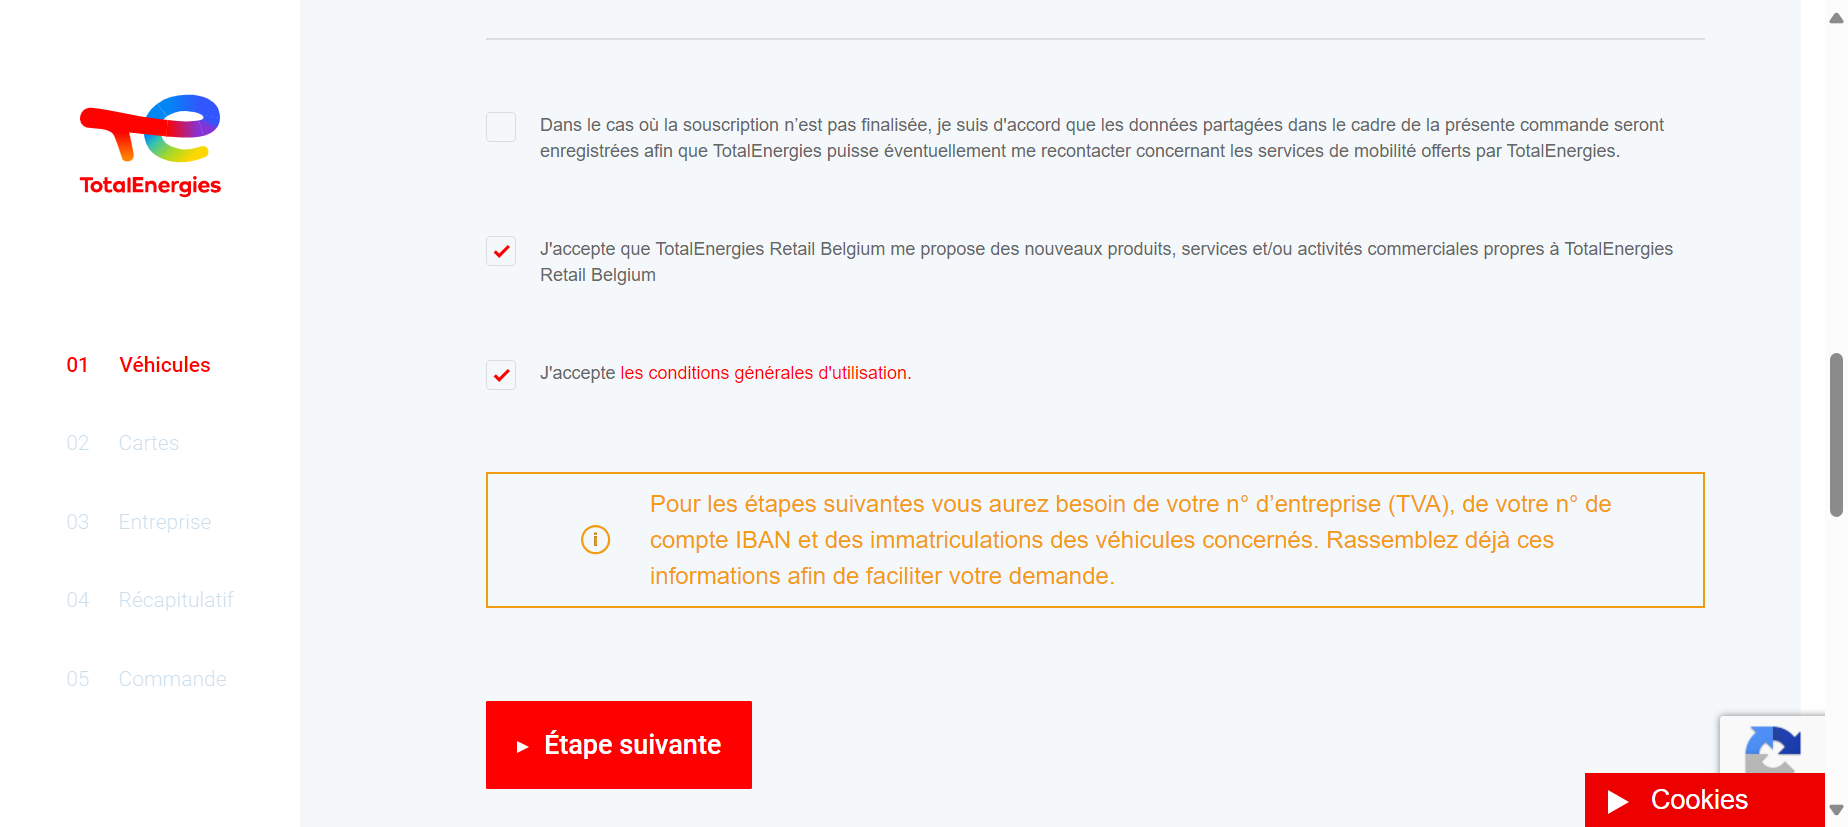 TotalEnergies
01 Véhicules
02 Cartes
03 Entreprise
04 Récapitulatif
05 Commande
Dans le cas où la souscription n’est pas finalisée, je suis d'accord que les données partagées dans le cadre de la présente commande seront
enregistrées afin que TotalEnergies puisse éventuellement me recontacter concernant les services de mobilité offerts par TotalEnergies.
J'accepte que TotalEnergies Retail Belgium me propose des nouveaux produits, services et/ou activités commerciales propres à TotalEnergies
Retail Belgium
J'accepte les conditions générales d'utilisation.
Pour les étapes suivantes vous aurez besoin de votre n° d’entreprise (TVA), de votre n° de
compte IBAN et des immatriculations des véhicules concernés. Rassemblez déjà ces
informations afin de faciliter votre demande.
Étape suivante
Cookies